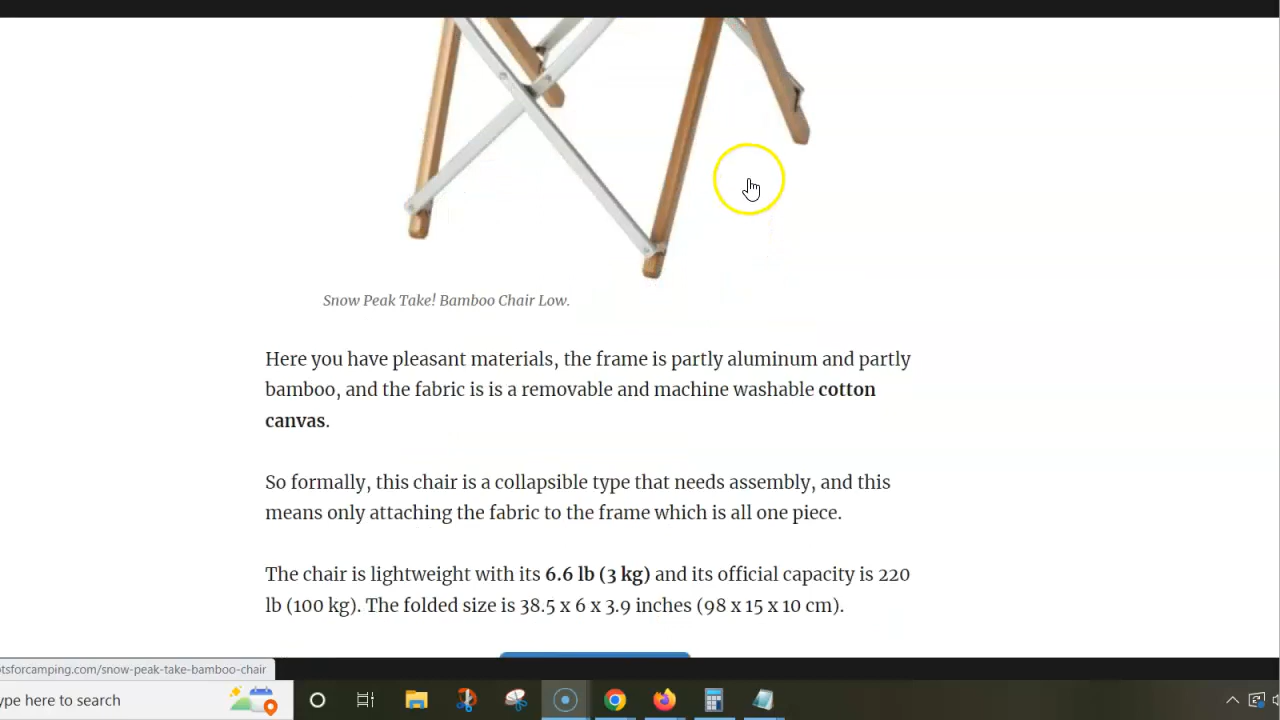 Snow Peak Take! Bamboo Chair Low.
Here you have pleasant materials, the frame is partly aluminum and partly
bamboo, and the fabric is is a removable and machine washable cotton
canvas.
So formally, this chair is a collapsible type that needs assembly, and this
means only attaching the fabric to the frame which is all one piece.
The chair is lightweight with its 6.6 lb (3 kg) and its official capacity is 220
lb (100 kg). The folded size is 38.5 x 6 x 3.9 inches (98 x 15 x 10 cm).
otsforcamping.com/snow-peak-take-bamboo-chair
ype here to search